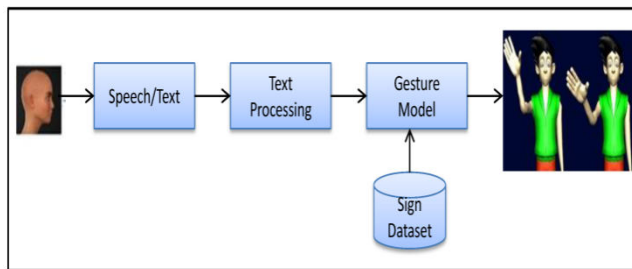 Speech/Text
Text
Processing
Gesture
Model
Sign
Dataset